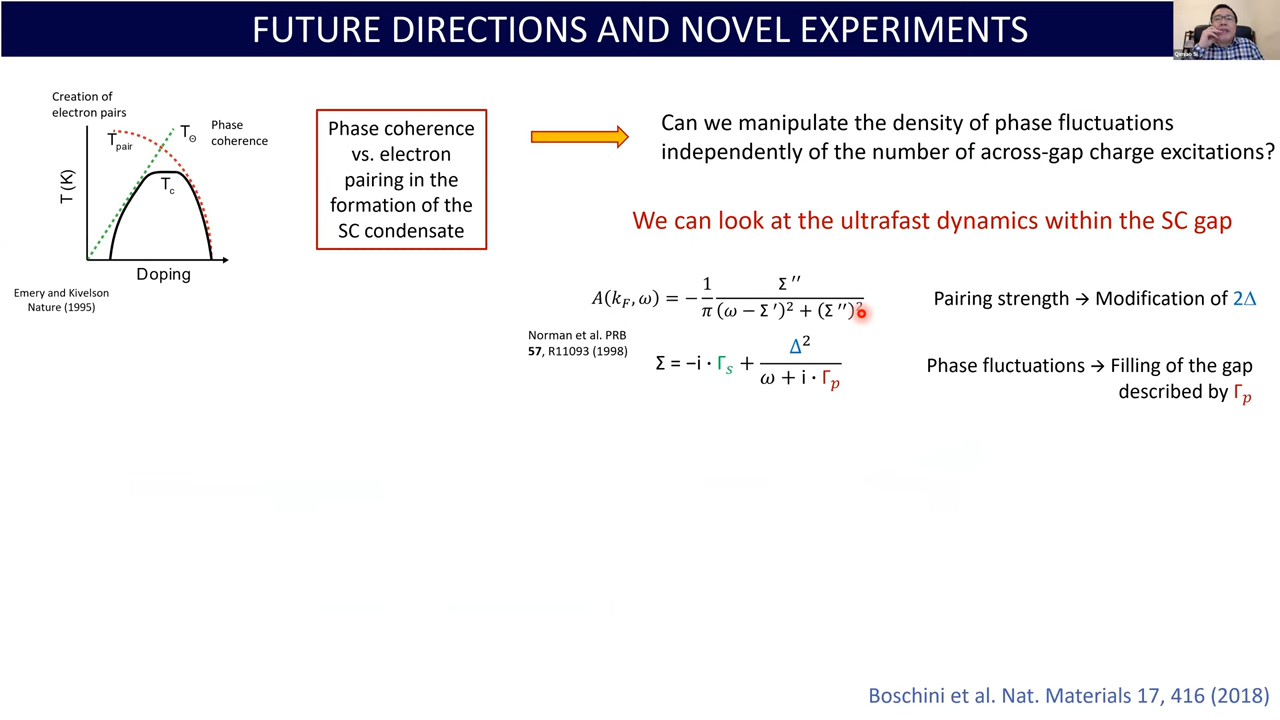 FUTURE DIRECTIONS AND NOVEL EXPERIMENTS
Qimiao Si
Creation of
electron pairs
T_pair
T_Θ
Phase
coherence
T_c
T (K)
Doping
Emery and Kivelson
Nature (1995)
Phase coherence
vs. electron
pairing in the
formation of the
SC condensate
Can we manipulate the density of phase fluctuations
independently of the number of across-gap charge excitations?
We can look at the ultrafast dynamics within the SC gap
A(k_F, ω) = −(1/π) Σ′′ / ((ω − Σ′)² + (Σ′′)²)
Norman et al. PRB
57, R11093 (1998)
Σ = −i · Γ_s + Δ² / (ω + i · Γ_p)
Pairing strength → Modification of 2Δ
Phase fluctuations → Filling of the gap
described by Γ_p
Boschini et al. Nat. Materials 17, 416 (2018)